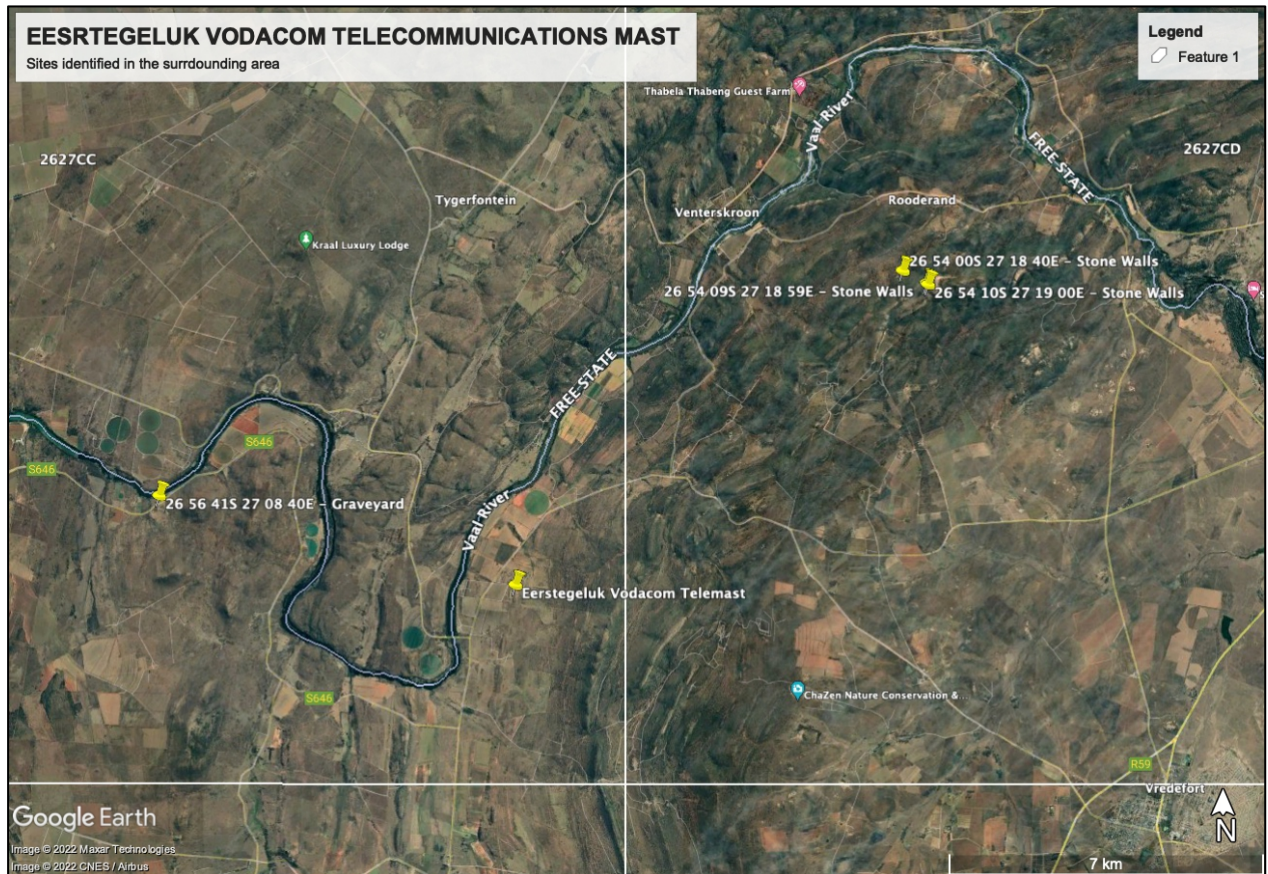 EESRTEGELUK VODACOM TELECOMMUNICATIONS MAST
Sites identified in the surrdounding area
Legend
Feature 1
Thabela Thabeng Guest Farm
Vaal River
FREE STATE
2627CC
2627CD
Tygerfontein
Venterskroon
Rooderand
Kraal Luxury Lodge
26 54 00S 27 18 40E – Stone Walls
26 54 09S 27 18 59E – Stone Walls
26 54 10S 27 19 00E – Stone Walls
FREE STATE
S646
S646
26 56 41S 27 08 40E – Graveyard
Vaal River
Eerstegeluk Vodacom Telemast
S646
ChaZen Nature Conservation &...
R59
Vredefort
N
Google Earth
Image © 2022 Maxar Technologies
Image © 2022 CNES / Airbus
7 km